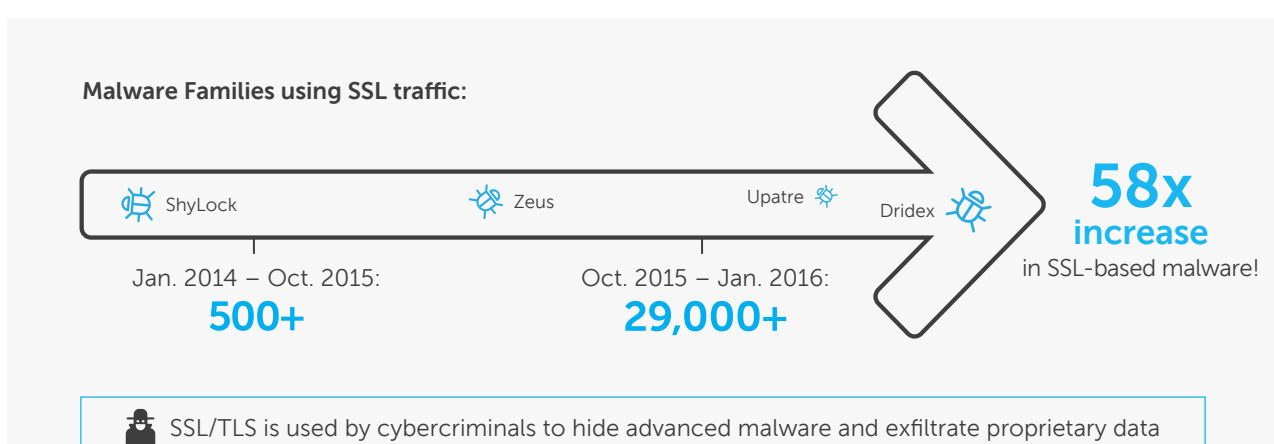 Malware Families using SSL traffic:
ShyLock
Zeus
Upatre
Dridex
58x
increase
in SSL-based malware!
Jan. 2014 – Oct. 2015:
500+
Oct. 2015 – Jan. 2016:
29,000+
SSL/TLS is used by cybercriminals to hide advanced malware and exfiltrate proprietary data